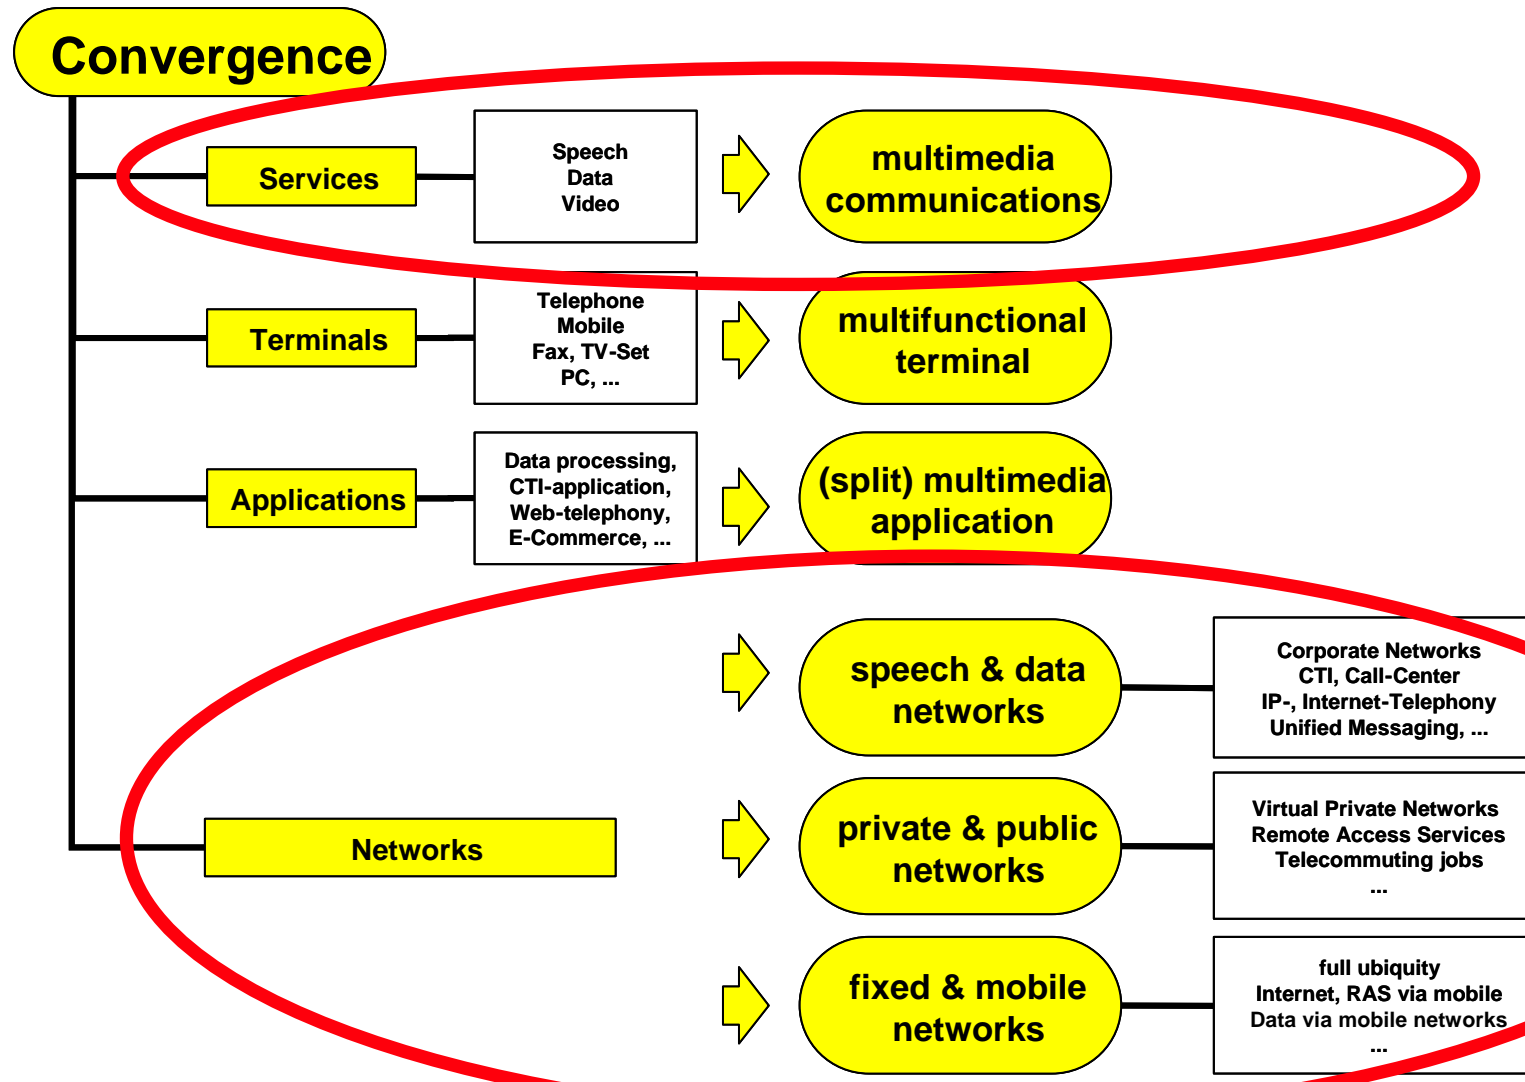 Convergence
Services
Speech
Data
Video
multimedia
communications
Terminals
Telephone
Mobile
Fax, TV-Set
PC, ...
multifunctional
terminal
Applications
Data processing,
CTI-application,
Web-telephony,
E-Commerce, ...
(split) multimedia
application
Networks
speech & data
networks
Corporate Networks
CTI, Call-Center
IP-, Internet-Telephony
Unified Messaging, ...
private & public
networks
Virtual Private Networks
Remote Access Services
Telecommuting jobs
...
fixed & mobile
networks
full ubiquity
Internet, RAS via mobile
Data via mobile networks
...